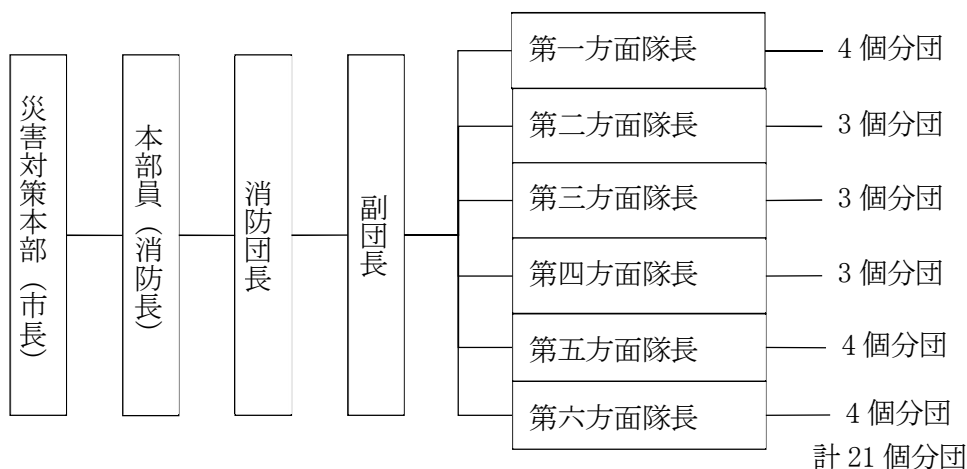 災害対策本部（市長）
本部員（消防長）
消防団長
副団長
第一方面隊長
4 個分団
第二方面隊長
3 個分団
第三方面隊長
3 個分団
第四方面隊長
3 個分団
第五方面隊長
4 個分団
第六方面隊長
4 個分団
計 21 個分団